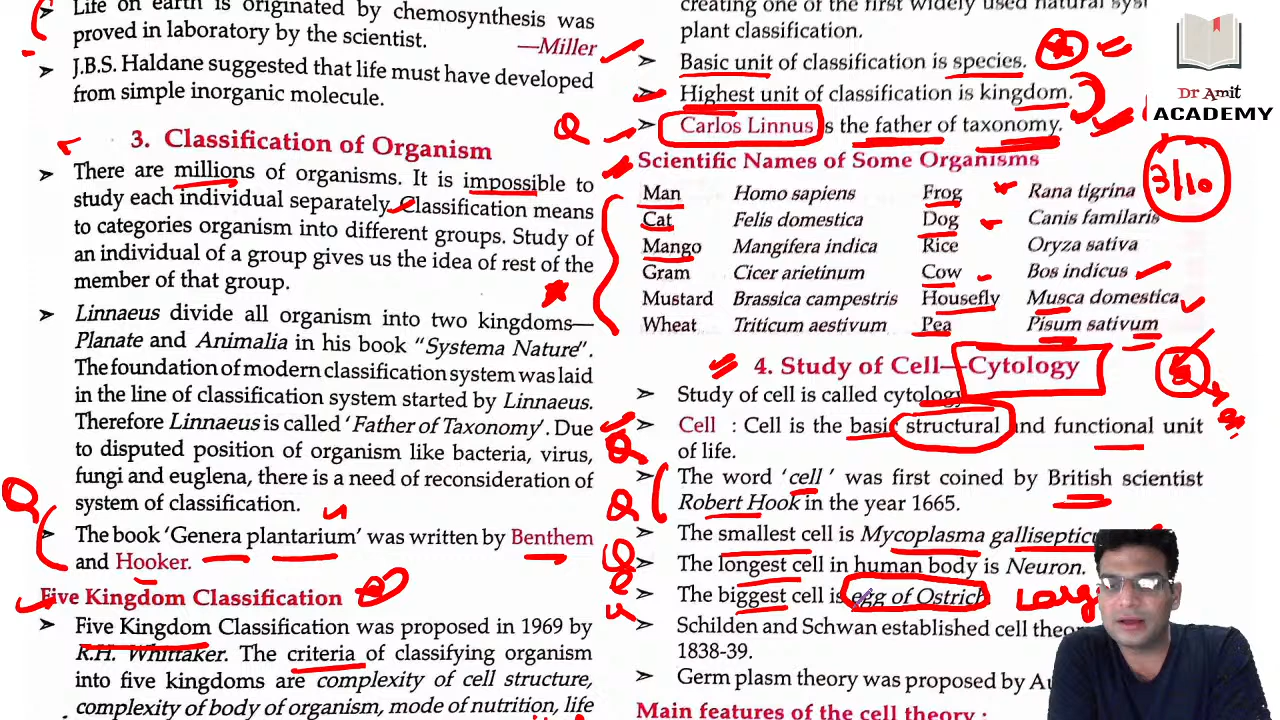 Life on earth is originated by chemosynthesis was
proved in laboratory by the scientist. —Miller
➤ J.B.S. Haldane suggested that life must have developed
from simple inorganic molecule.
3. Classification of Organism
➤ There are millions of organisms. It is impossible to
study each individual separately. Classification means
to categories organism into different groups. Study of
an individual of a group gives us the idea of rest of the
member of that group.
➤ Linnaeus divide all organism into two kingdoms—
Planate and Animalia in his book "Systema Nature".
The foundation of modern classification system was laid
in the line of classification system started by Linnaeus.
Therefore Linnaeus is called 'Father of Taxonomy'. Due
to disputed position of organism like bacteria, virus,
fungi and euglena, there is a need of reconsideration of
system of classification.
➤ The book 'Genera plantarium' was written by Benthem
and Hooker.
Five Kingdom Classification
➤ Five Kingdom Classification was proposed in 1969 by
R.H. Whittaker. The criteria of classifying organism
into five kingdoms are complexity of cell structure,
complexity of body of organism, mode of nutrition, life
creating one of the first widely used natural syst
plant classification.
➤ Basic unit of classification is species.
➤ Highest unit of classification is kingdom.
➤ Carlos Linnus is the father of taxonomy.
Scientific Names of Some Organisms
Man Homo sapiens Frog Rana tigrina
Cat Felis domestica Dog Canis familaris
Mango Mangifera indica Rice Oryza sativa
Gram Cicer arietinum Cow Bos indicus
Mustard Brassica campestris Housefly Musca domestica
Wheat Triticum aestivum Pea Pisum sativum
4. Study of Cell—Cytology
➤ Study of cell is called cytology
➤ Cell : Cell is the basic structural and functional unit
of life.
➤ The word 'cell' was first coined by British scientist
Robert Hook in the year 1665.
➤ The smallest cell is Mycoplasma gallisepticu
➤ The longest cell in human body is Neuron.
➤ The biggest cell is egg of Ostrich
➤ Schilden and Schwan established cell theo
1838-39.
➤ Germ plasm theory was proposed by Au
Main features of the cell theory :
Dr Amit
ACADEMY
3/10
Q
Q
Q
Q
Q